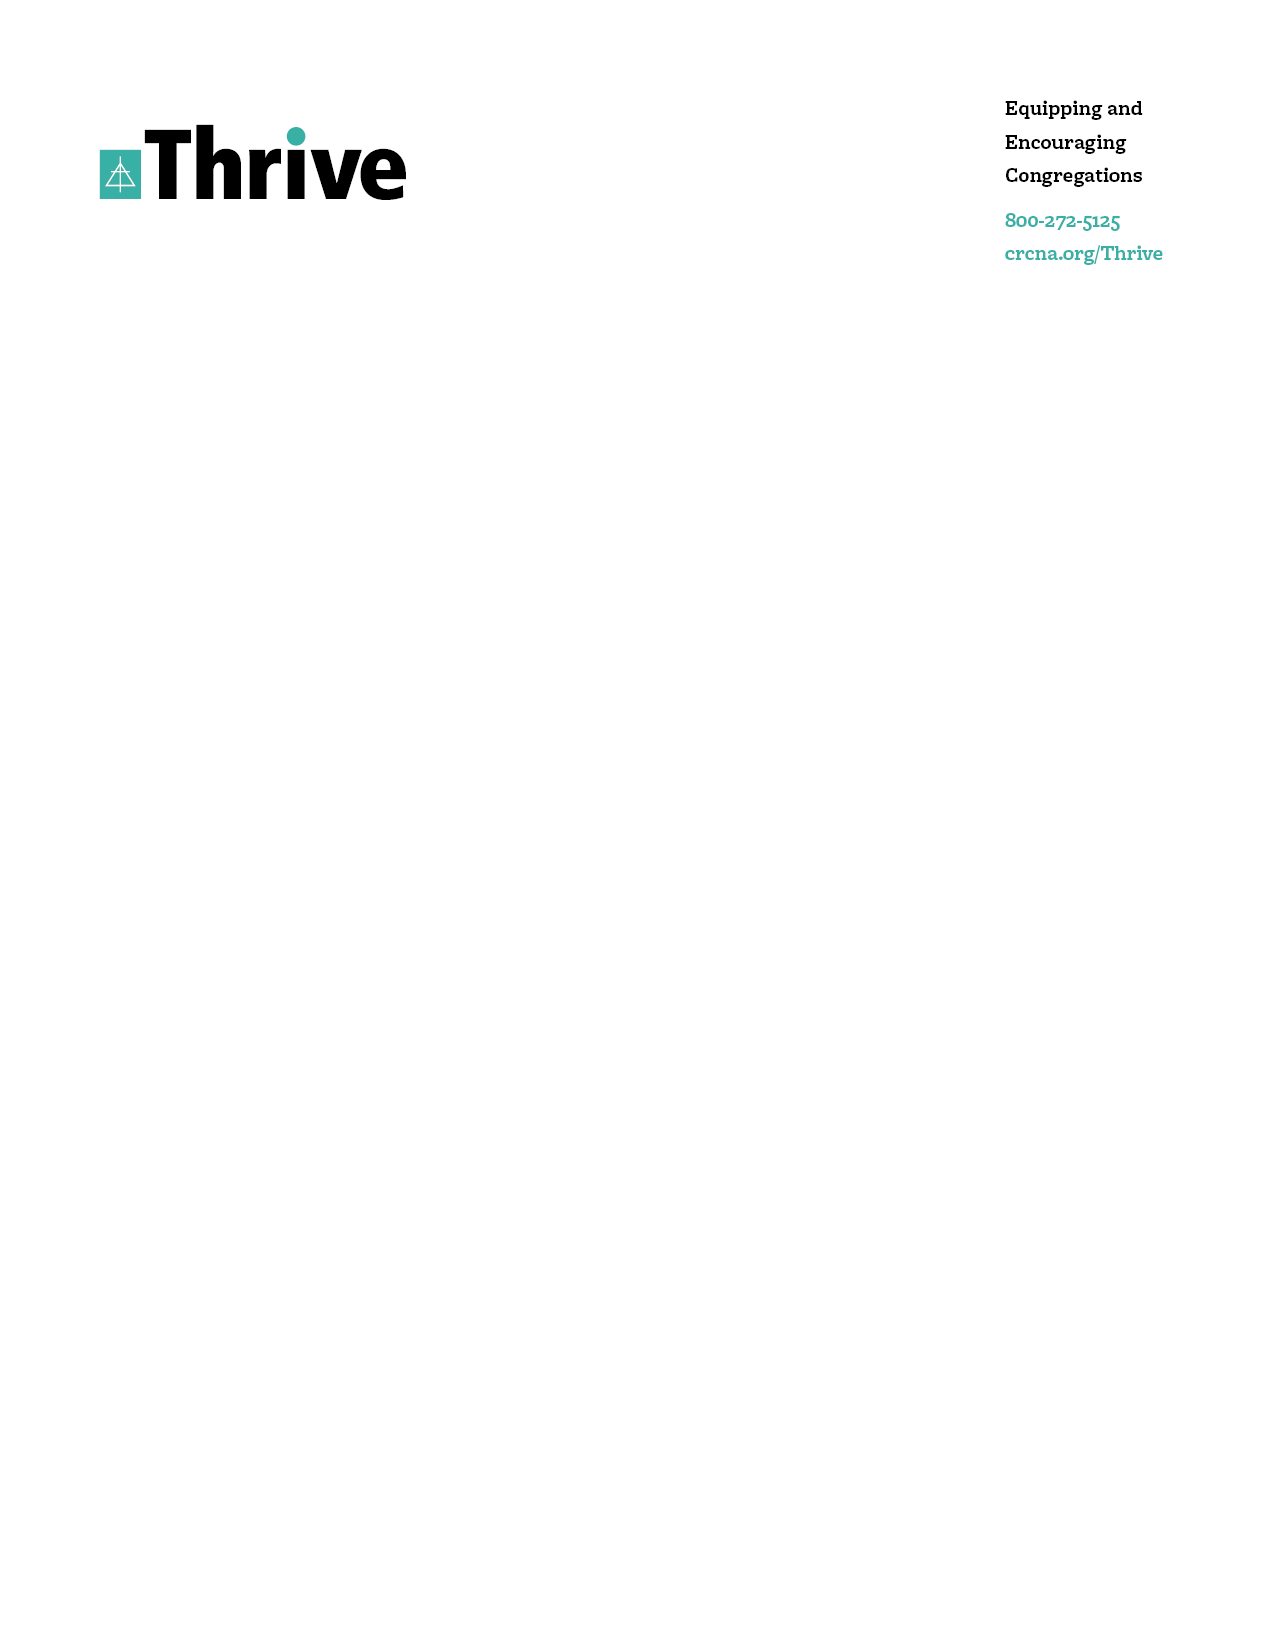 Thrive
Equipping and
Encouraging
Congregations
800-272-5125
crcna.org/Thrive